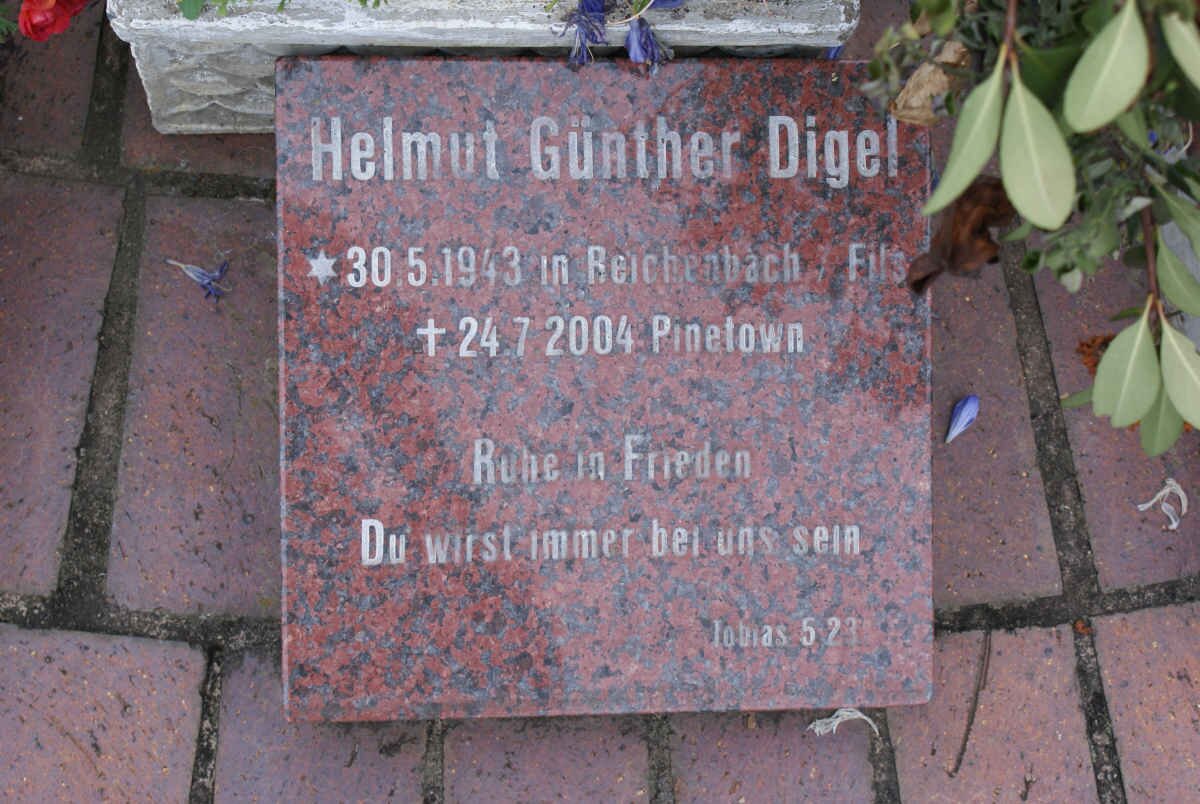 Helmut Günther Digel
30.5.1943 in Reichenbach / Fils
24.7.2004 Pinetown
Ruhe in Frieden
Du wirst immer bei uns sein
Tobias 5.23